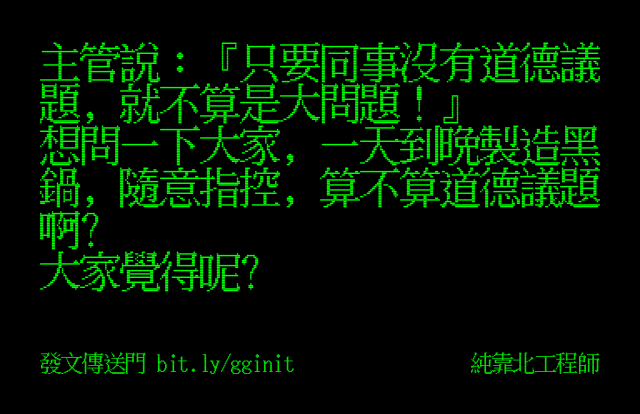 主管說：『只要同事沒有道德議
題，就不算是大問題！』
想問一下大家，一天到晚製造黑
鍋，隨意指控，算不算道德議題
啊？
大家覺得呢？
發文傳送門 bit.ly/gginit
純靠北工程師